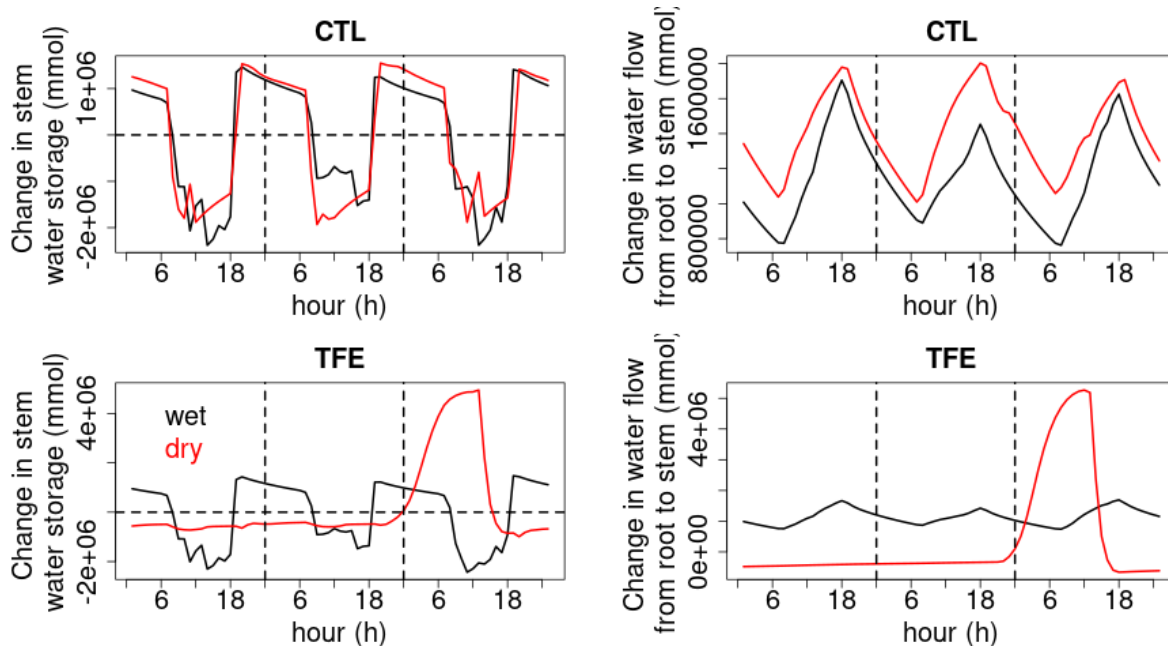 CTL
Change in stem
water storage (mmol)
1e+06
-2e+06
6 18 6 18 6 18
hour (h)
CTL
Change in water flow
from root to stem (mmol)
1600000
800000
6 18 6 18 6 18
hour (h)
TFE
Change in stem
water storage (mmol)
4e+06
-2e+06
wet
dry
6 18 6 18 6 18
hour (h)
TFE
Change in water flow
from root to stem (mmol)
4e+06
0e+00
6 18 6 18 6 18
hour (h)